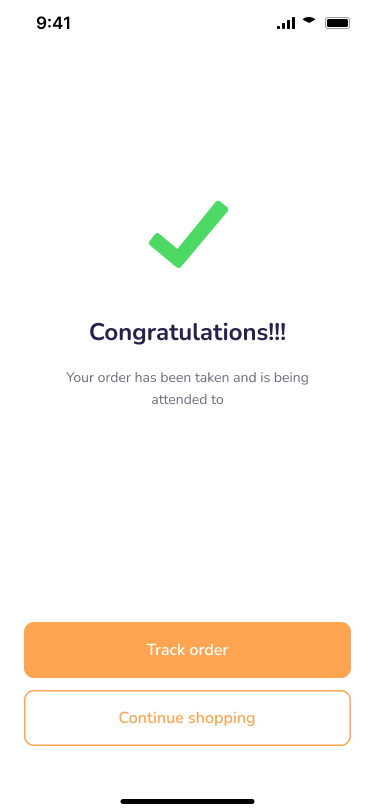 9:41
Congratulations!!!
Your order has been taken and is being
attended to
Track order
Continue shopping